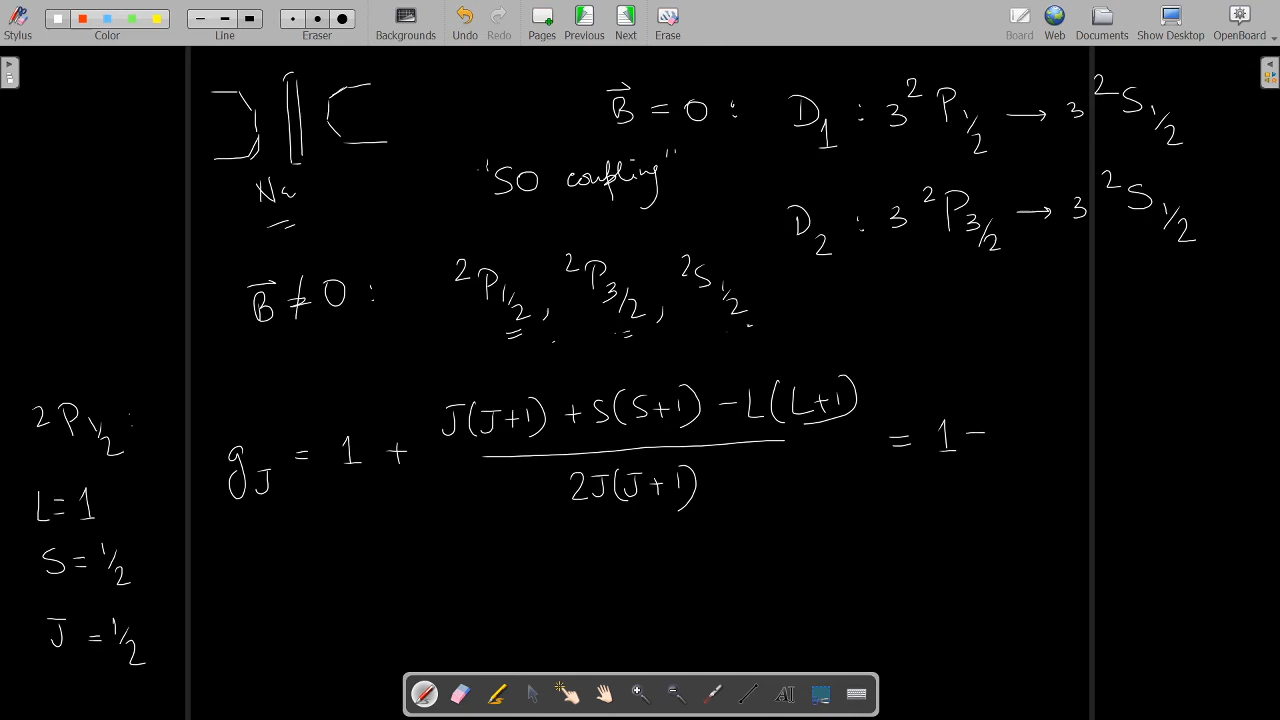 Stylus Color Line Eraser Backgrounds Undo Redo Pages Previous Next Erase Board Web Documents Show Desktop OpenBoard
B⃗ = 0 : D₁ : 3 ²P₁/₂ → 3 ²S₁/₂
Na
"SO coupling"
D₂ : 3 ²P₃/₂ → 3 ²S₁/₂
B⃗ ≠ 0 : ²P₁/₂, ²P₃/₂, ²S₁/₂
²P₁/₂ :
L = 1
S = 1/2
J = 1/2
g_J = 1 + (J(J+1) + S(S+1) - L(L+1)) / (2J(J+1)) = 1 -